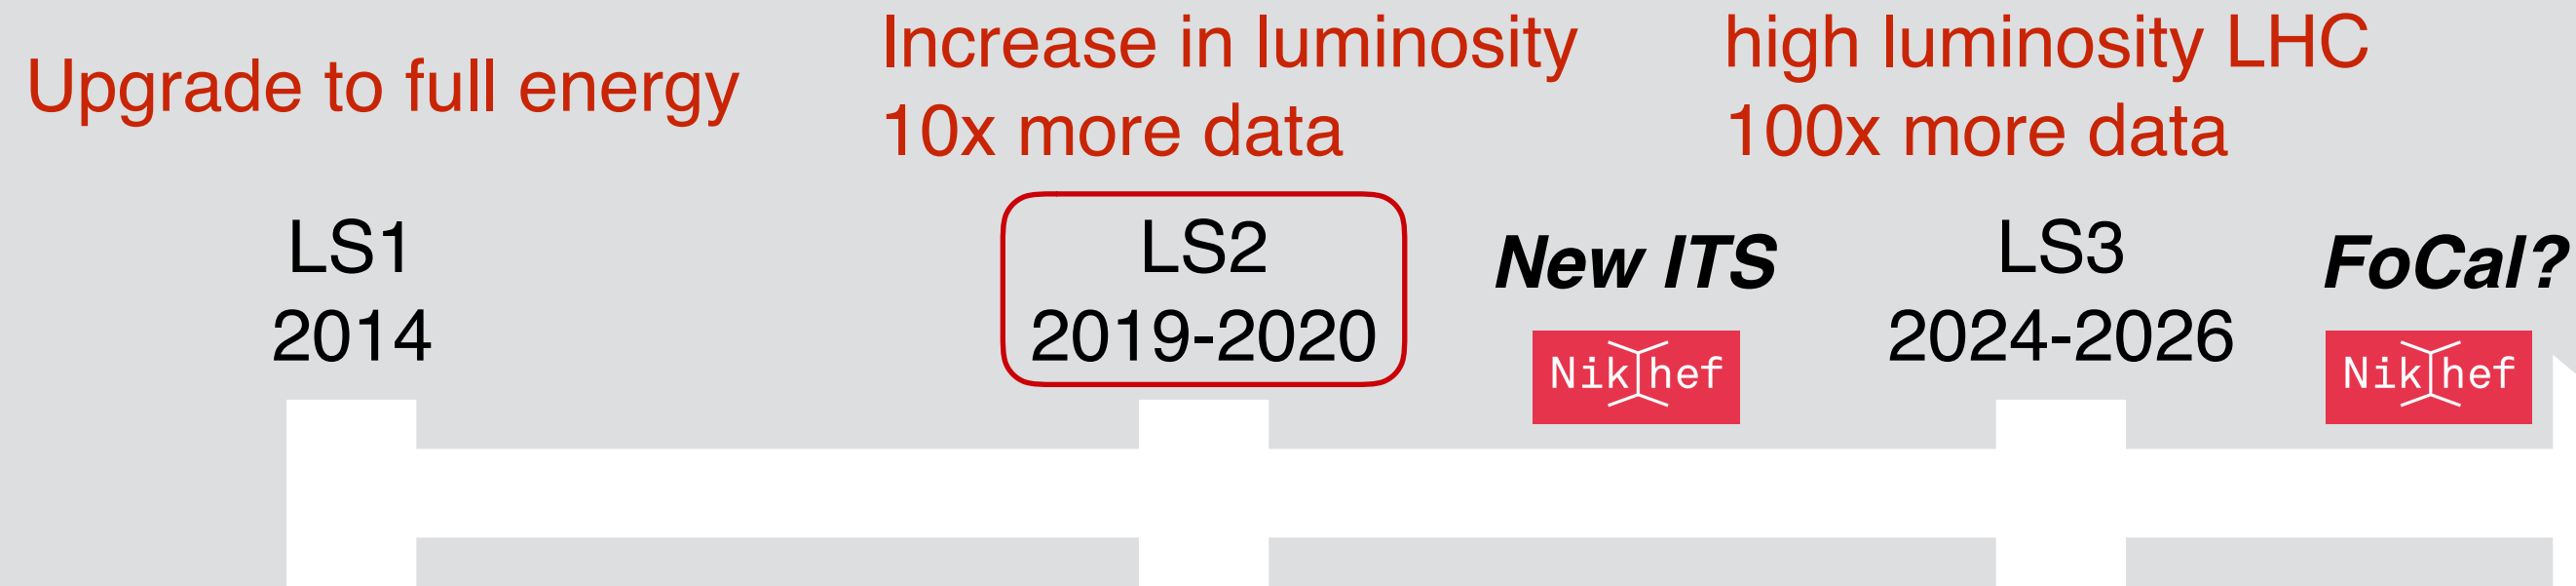 Upgrade to full energy
Increase in luminosity
10x more data
high luminosity LHC
100x more data
LS1
2014
LS2
2019-2020
New ITS
Nikhef
LS3
2024-2026
FoCal?
Nikhef